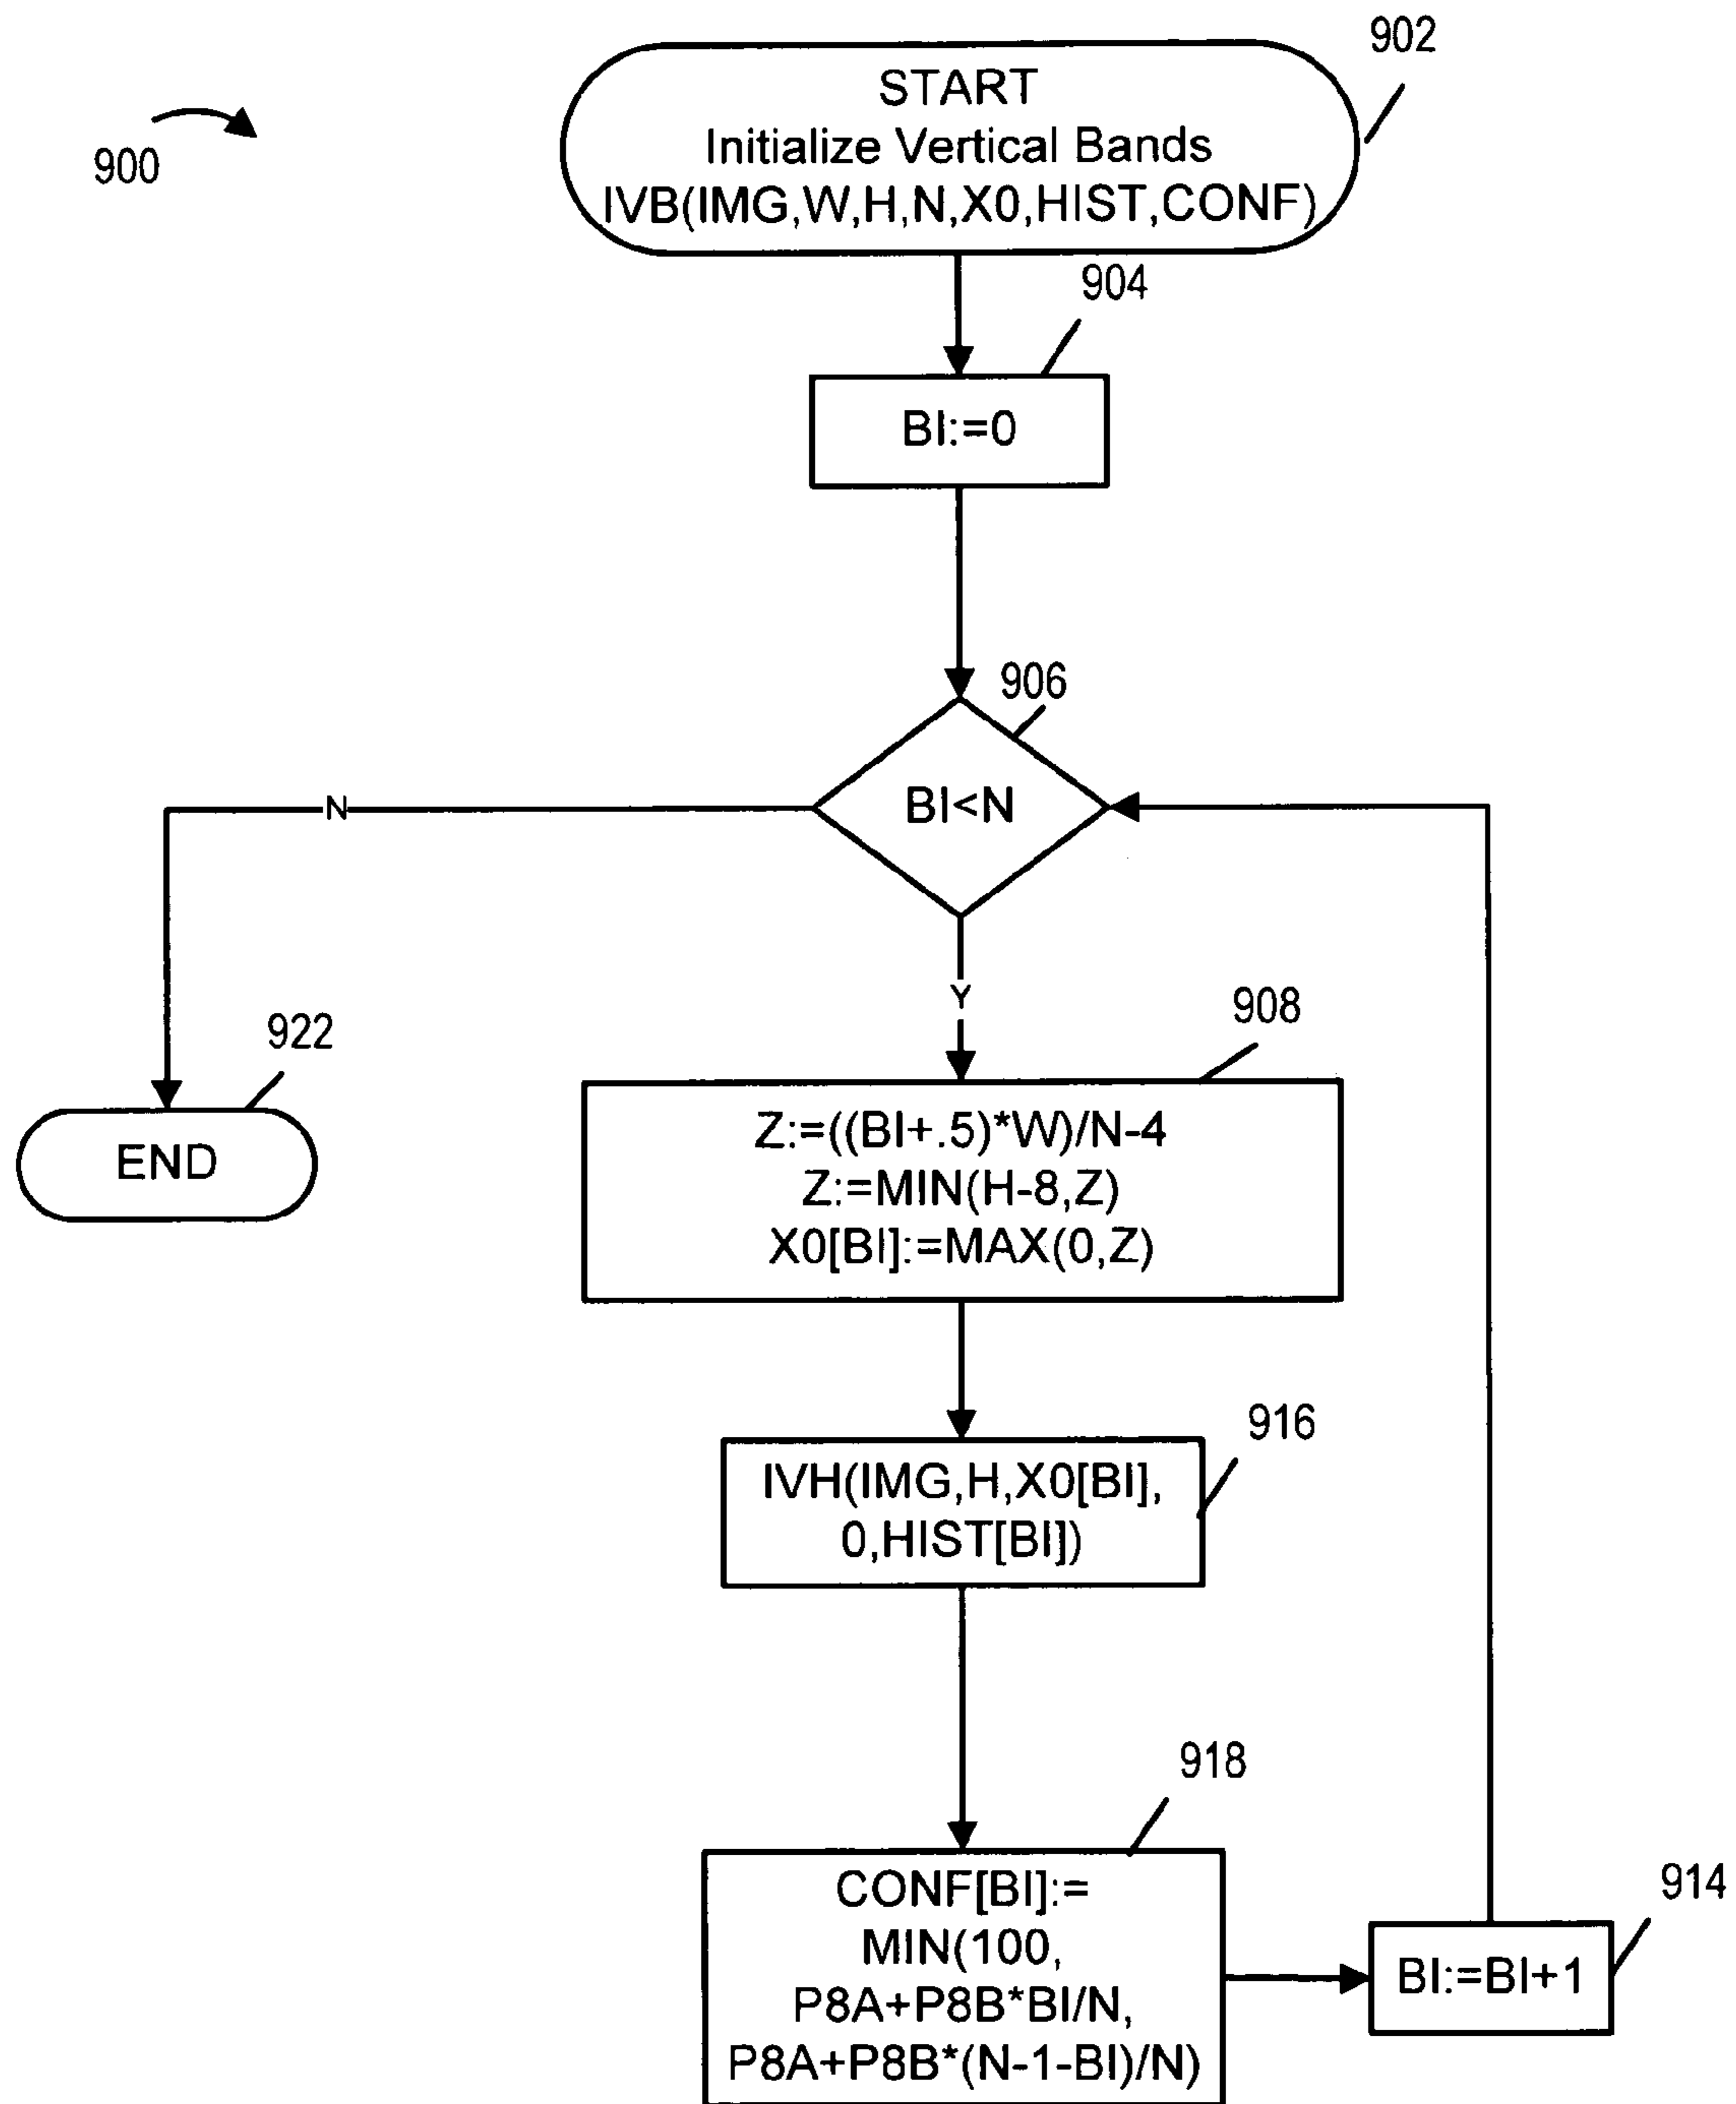 900
902
START
Initialize Vertical Bands
IVB(IMG,W,H,N,X0,HIST,CONF)
904
BI:=0
906
BI<N
N
Y
922
END
908
Z:=((BI+.5)*W)/N-4
Z:=MIN(H-8,Z)
X0[BI]:=MAX(0,Z)
916
IVH(IMG,H,X0[BI],
0,HIST[BI])
918
CONF[BI]:=
MIN(100,
P8A+P8B*BI/N,
P8A+P8B*(N-1-BI)/N)
914
BI:=BI+1